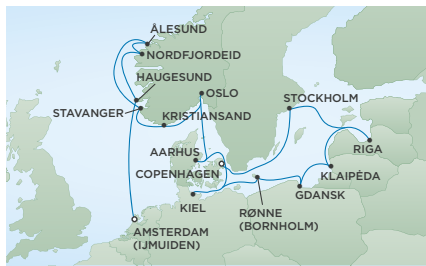 ÅLESUND
NORDFJORDEID
HAUGESUND
OSLO
STAVANGER
KRISTIANSAND
STOCKHOLM
AARHUS
COPENHAGEN
RIGA
KLAIPĖDA
GDANSK
KIEL
RØNNE
(BORNHOLM)
AMSTERDAM
(IJMUIDEN)